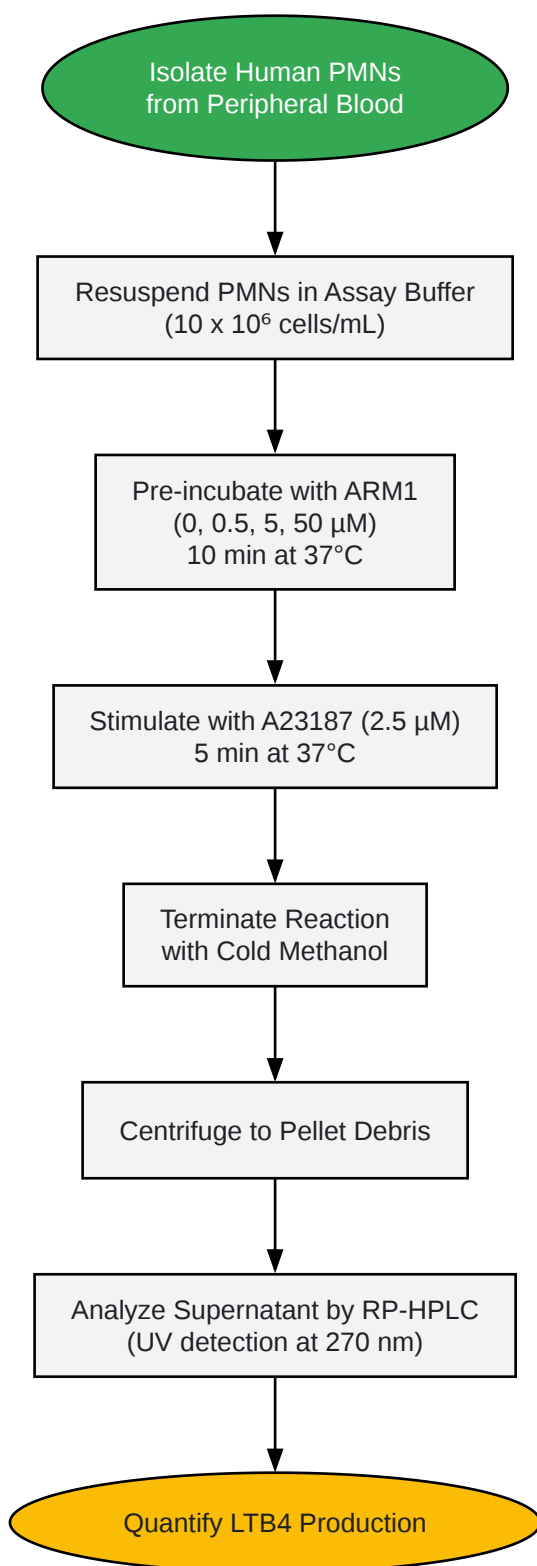 Isolate Human PMNs
from Peripheral Blood
Resuspend PMNs in Assay Buffer
(10 x 10⁶ cells/mL)
Pre-incubate with ARM1
(0, 0.5, 5, 50 µM)
10 min at 37°C
Stimulate with A23187 (2.5 µM)
5 min at 37°C
Terminate Reaction
with Cold Methanol
Centrifuge to Pellet Debris
Analyze Supernatant by RP-HPLC
(UV detection at 270 nm)
Quantify LTB4 Production